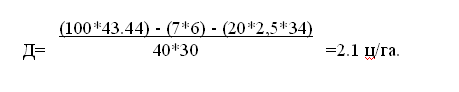 (100*43.44) - (7*6) - (20*2,5*34)
Д= =2.1 ц/га.
40*30